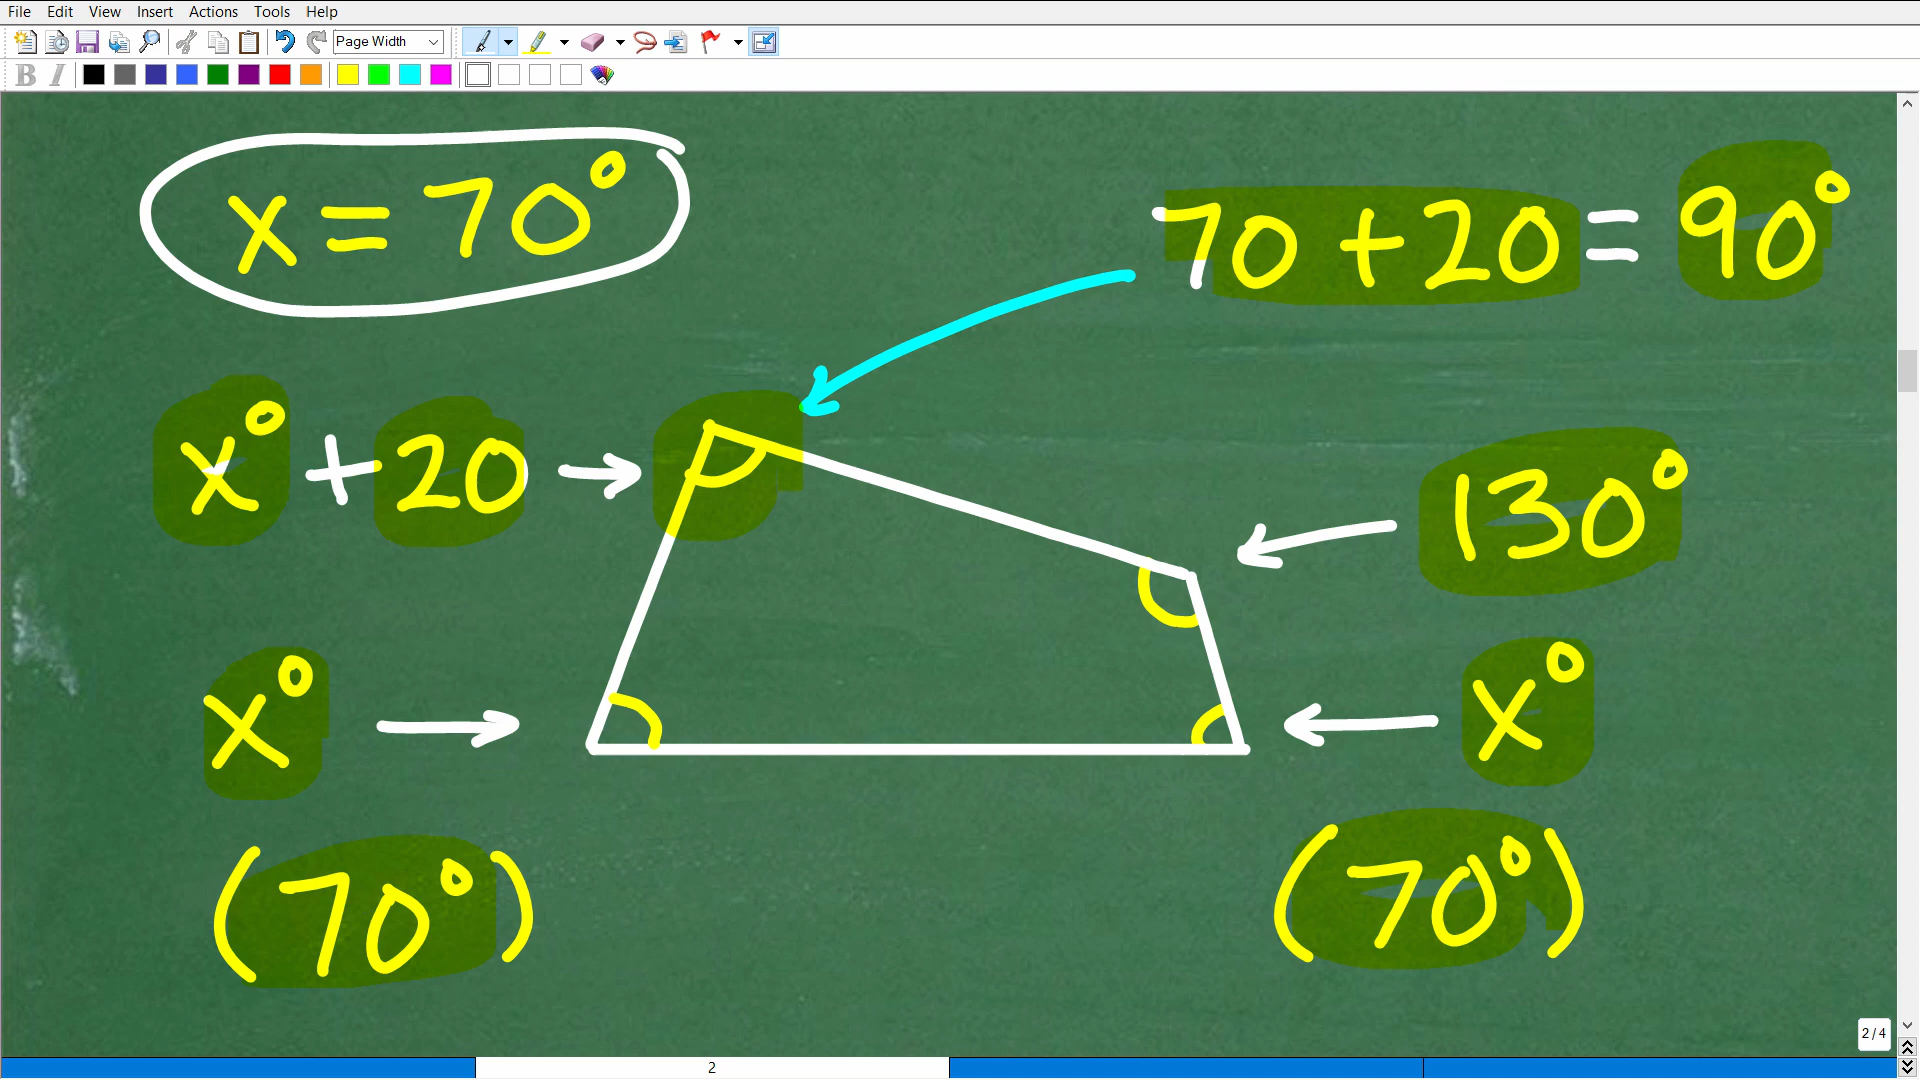 File Edit View Insert Actions Tools Help
Page Width
B I
x = 70°
70 + 20 = 90°
x° + 20 →
130°
x°
x°
(70°)
(70°)
2 / 4
2